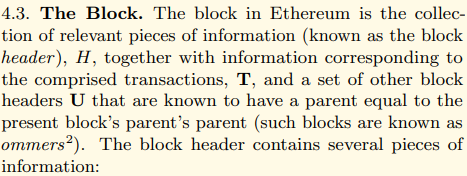 4.3. The Block. The block in Ethereum is the collec-
tion of relevant pieces of information (known as the block
header), H, together with information corresponding to
the comprised transactions, T, and a set of other block
headers U that are known to have a parent equal to the
present block's parent's parent (such blocks are known as
ommers²). The block header contains several pieces of
information: